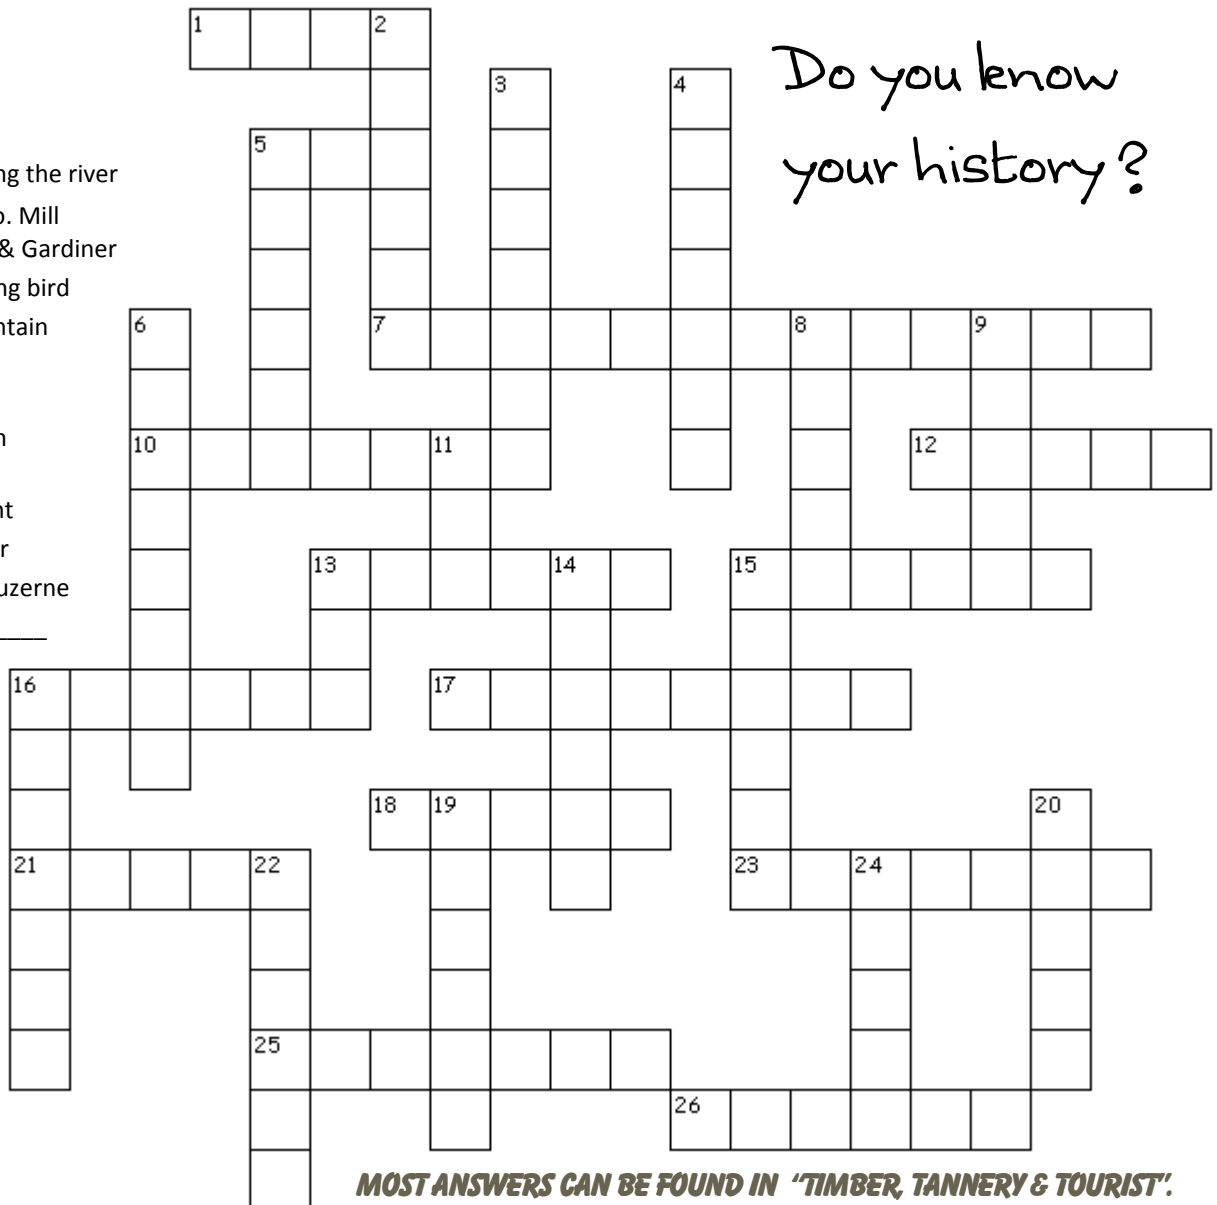 1 2
3 4
Do you know
your history?
5
ng the river
o. Mill
& Gardiner
ng bird
ntain
n
nt
r
uzerne
____
6 7 8 9
10 11 12
13 14 15
16 17
18 19 20
21 22 23 24
25
26
MOST ANSWERS CAN BE FOUND IN "TIMBER, TANNERY & TOURIST".